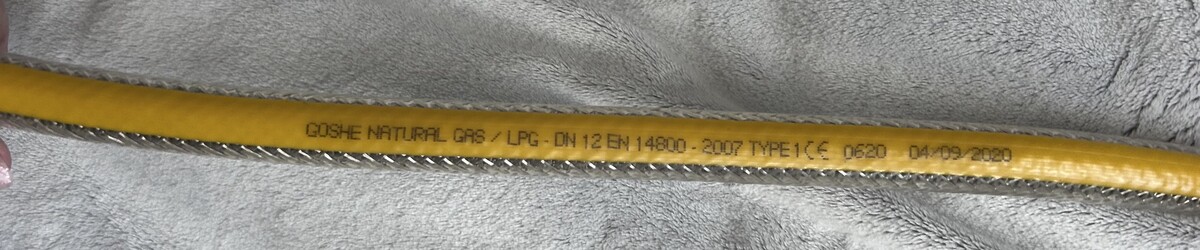 GOSHE NATURAL GAS / LPG - DN 12 EN 14800 - 2007 TYPE1 CE 0620 04/09/2020